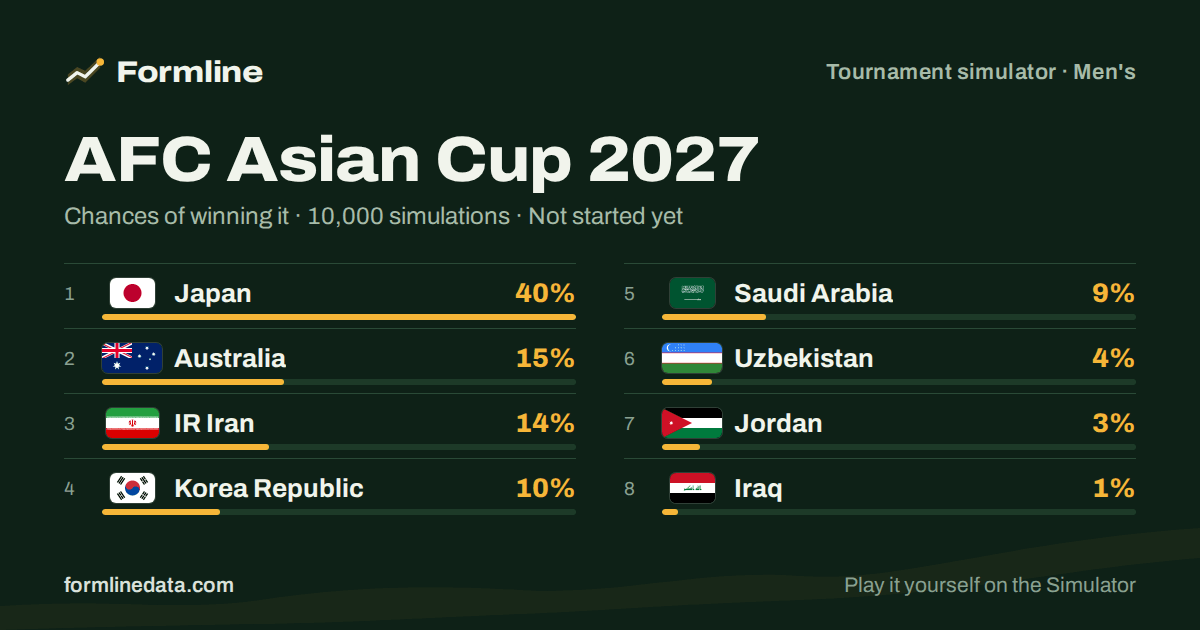 Formline
Tournament simulator · Men's
AFC Asian Cup 2027
Chances of winning it · 10,000 simulations · Not started yet
1 Japan 40%
2 Australia 15%
3 IR Iran 14%
4 Korea Republic 10%
5 Saudi Arabia 9%
6 Uzbekistan 4%
7 Jordan 3%
8 Iraq 1%
formlinedata.com
Play it yourself on the Simulator